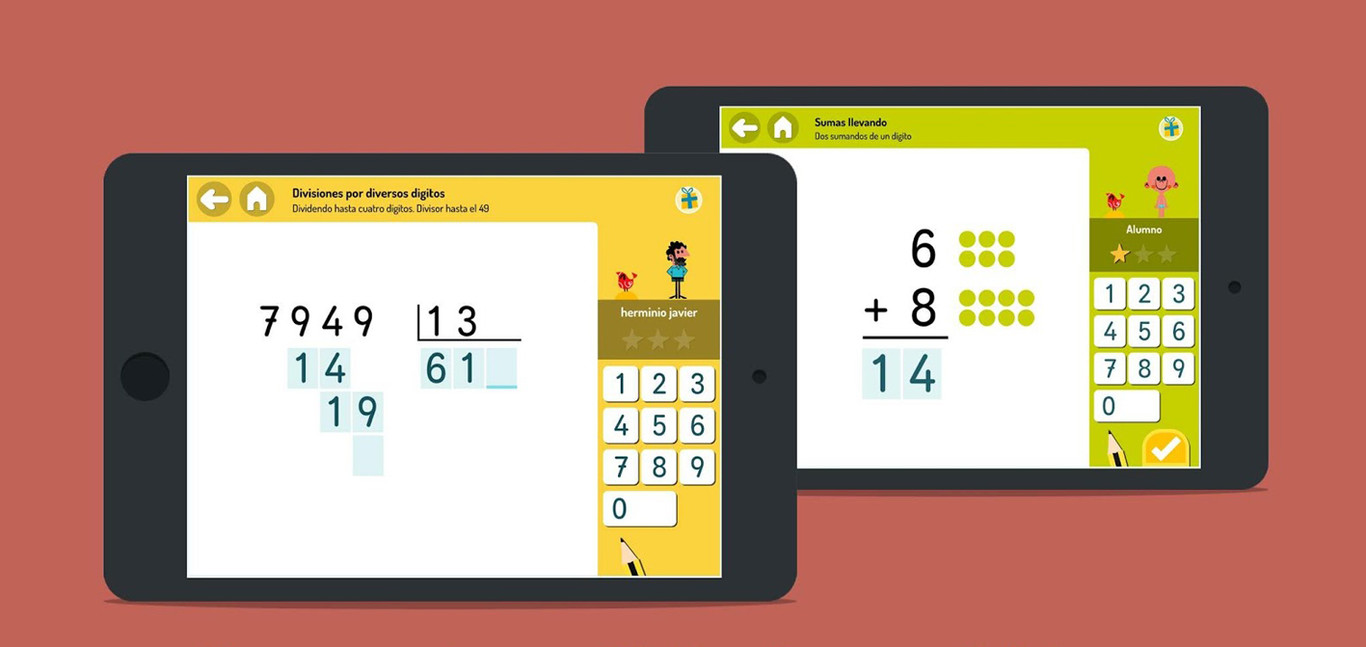 Divisiones por diversos digitos
Dividendo hasta cuatro digitos. Divisor hasta el 49
7949 13
14 61
19
herminio javier
1 2 3
4 5 6
7 8 9
0
Sumas llevando
Dos sumandos de un digito
6
+ 8
14
Alumno
1 2 3
4 5 6
7 8 9
0